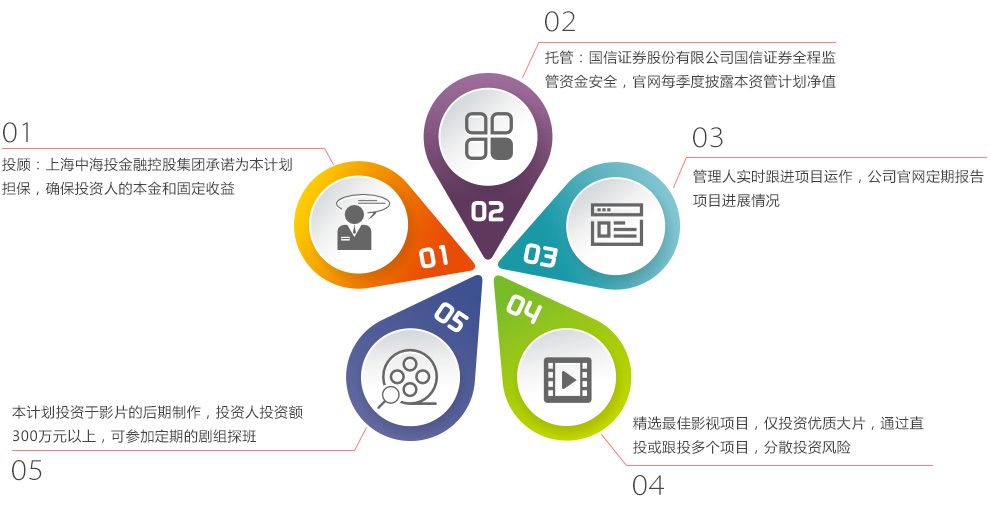 01
投顾：上海中海投金融控股集团承诺为本计划
担保，确保投资人的本金和固定收益
02
托管：国信证券股份有限公司国信证券全程监
管资金安全，官网每季度披露本资管计划净值
03
管理人实时跟进项目运作，公司官网定期报告
项目进展情况
01
02
03
04
05
本计划投资于影片的后期制作，投资人投资额
300万元以上，可参加定期的剧组探班
05
精选最佳影视项目，仅投资优质大片，通过直
投或跟投多个项目，分散投资风险
04